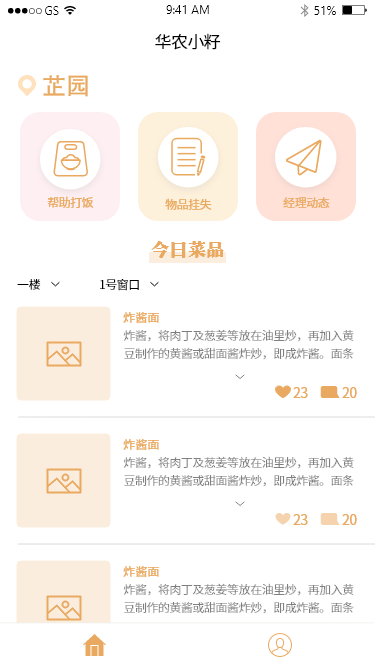 GS 9:41 AM 51%
华农小籽
芷园
帮助打饭 物品挂失 经理动态
今日菜品
一楼 1号窗口
炸酱面
炸酱，将肉丁及葱姜等放在油里炒，再加入黄
豆制作的黄酱或甜面酱炸炒，即成炸酱。面条
23 20
炸酱面
炸酱，将肉丁及葱姜等放在油里炒，再加入黄
豆制作的黄酱或甜面酱炸炒，即成炸酱。面条
23 20
炸酱面
炸酱，将肉丁及葱姜等放在油里炒，再加入黄
豆制作的黄酱或甜面酱炸炒，即成炸酱。面条